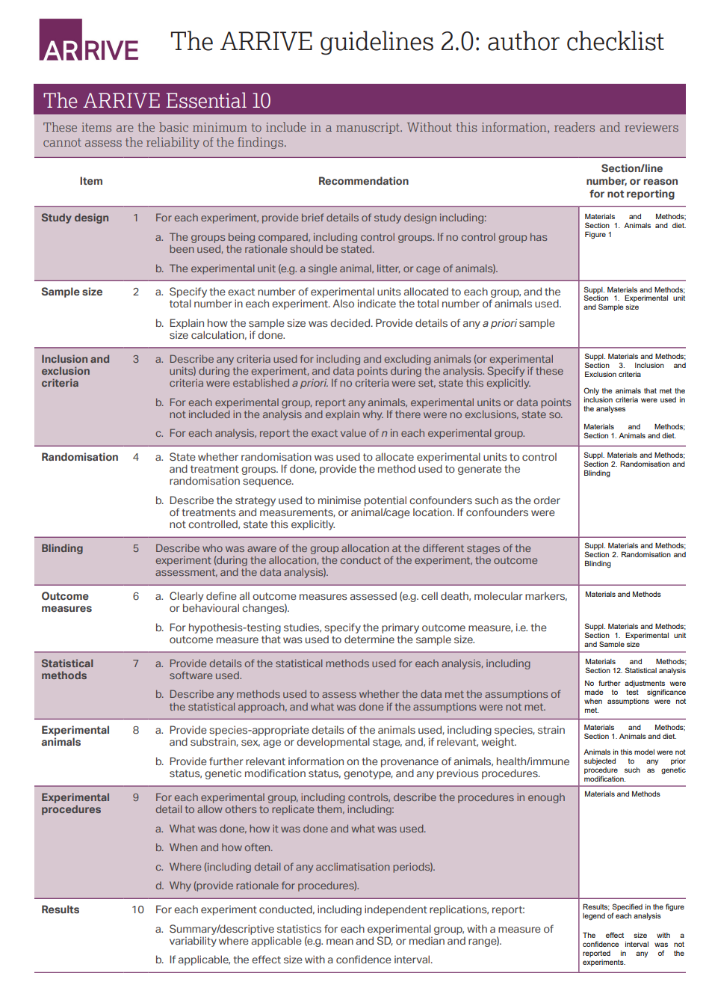 ARRIVE
The ARRIVE guidelines 2.0: author checklist
The ARRIVE Essential 10
These items are the basic minimum to include in a manuscript. Without this information, readers and reviewers
cannot assess the reliability of the findings.
Item
Recommendation
Section/line
number, or reason
for not reporting
Study design
1
For each experiment, provide brief details of study design including:
a. The groups being compared, including control groups. If no control group has
been used, the rationale should be stated.
b. The experimental unit (e.g. a single animal, litter, or cage of animals).
Materials and Methods;
Section 1. Animals and diet.
Figure 1
Sample size
2
a. Specify the exact number of experimental units allocated to each group, and the
total number in each experiment. Also indicate the total number of animals used.
b. Explain how the sample size was decided. Provide details of any a priori sample
size calculation, if done.
Suppl. Materials and Methods;
Section 1. Experimental unit
and Sample size
Inclusion and
exclusion
criteria
3
a. Describe any criteria used for including and excluding animals (or experimental
units) during the experiment, and data points during the analysis. Specify if these
criteria were established a priori. If no criteria were set, state this explicitly.
b. For each experimental group, report any animals, experimental units or data points
not included in the analysis and explain why. If there were no exclusions, state so.
c. For each analysis, report the exact value of n in each experimental group.
Suppl. Materials and Methods;
Section 3. Inclusion and
Exclusion criteria
Only the animals that met the
inclusion criteria were used in
the analyses
Materials and Methods;
Section 1. Animals and diet.
Randomisation
4
a. State whether randomisation was used to allocate experimental units to control
and treatment groups. If done, provide the method used to generate the
randomisation sequence.
b. Describe the strategy used to minimise potential confounders such as the order
of treatments and measurements, or animal/cage location. If confounders were
not controlled, state this explicitly.
Suppl. Materials and Methods;
Section 2. Randomisation and
Blinding
Blinding
5
Describe who was aware of the group allocation at the different stages of the
experiment (during the allocation, the conduct of the experiment, the outcome
assessment, and the data analysis).
Suppl. Materials and Methods;
Section 2. Randomisation and
Blinding
Outcome
measures
6
a. Clearly define all outcome measures assessed (e.g. cell death, molecular markers,
or behavioural changes).
b. For hypothesis-testing studies, specify the primary outcome measure, i.e. the
outcome measure that was used to determine the sample size.
Materials and Methods
Suppl. Materials and Methods;
Section 1. Experimental unit
and Sample size
Statistical
methods
7
a. Provide details of the statistical methods used for each analysis, including
software used.
b. Describe any methods used to assess whether the data met the assumptions of
the statistical approach, and what was done if the assumptions were not met.
Materials and Methods;
Section 12. Statistical analysis
No further adjustments were
made to test significance
when assumptions were not
met.
Experimental
animals
8
a. Provide species-appropriate details of the animals used, including species, strain
and substrain, sex, age or developmental stage, and, if relevant, weight.
b. Provide further relevant information on the provenance of animals, health/immune
status, genetic modification status, genotype, and any previous procedures.
Materials and Methods;
Section 1. Animals and diet.
Animals in this model were not
subjected to any prior
procedure such as genetic
modification.
Experimental
procedures
9
For each experimental group, including controls, describe the procedures in enough
detail to allow others to replicate them, including:
a. What was done, how it was done and what was used.
b. When and how often.
c. Where (including detail of any acclimatisation periods).
d. Why (provide rationale for procedures).
Materials and Methods
Results
10
For each experiment conducted, including independent replications, report:
a. Summary/descriptive statistics for each experimental group, with a measure of
variability where applicable (e.g. mean and SD, or median and range).
b. If applicable, the effect size with a confidence interval.
Results; Specified in the figure
legend of each analysis
The effect size with a
confidence interval was not
reported in any of the
experiments.